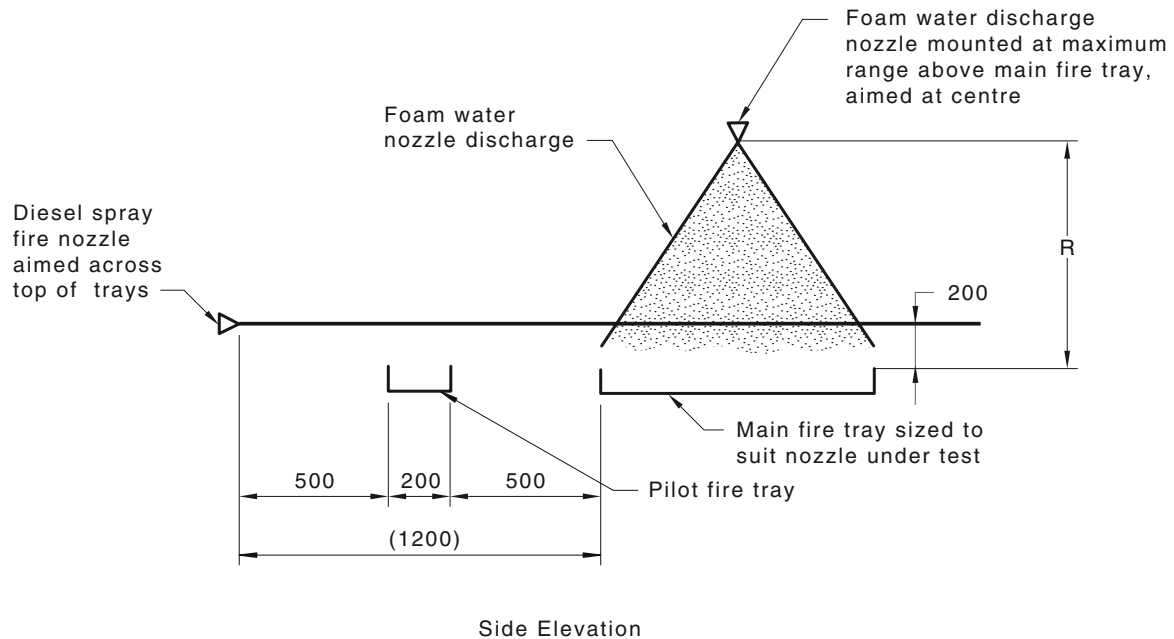 Foam water discharge
nozzle mounted at maximum
range above main fire tray,
aimed at centre
Foam water
nozzle discharge
Diesel spray
fire nozzle
aimed across
top of trays
R
200
Main fire tray sized to
suit nozzle under test
500
200
500
Pilot fire tray
(1200)
Side Elevation